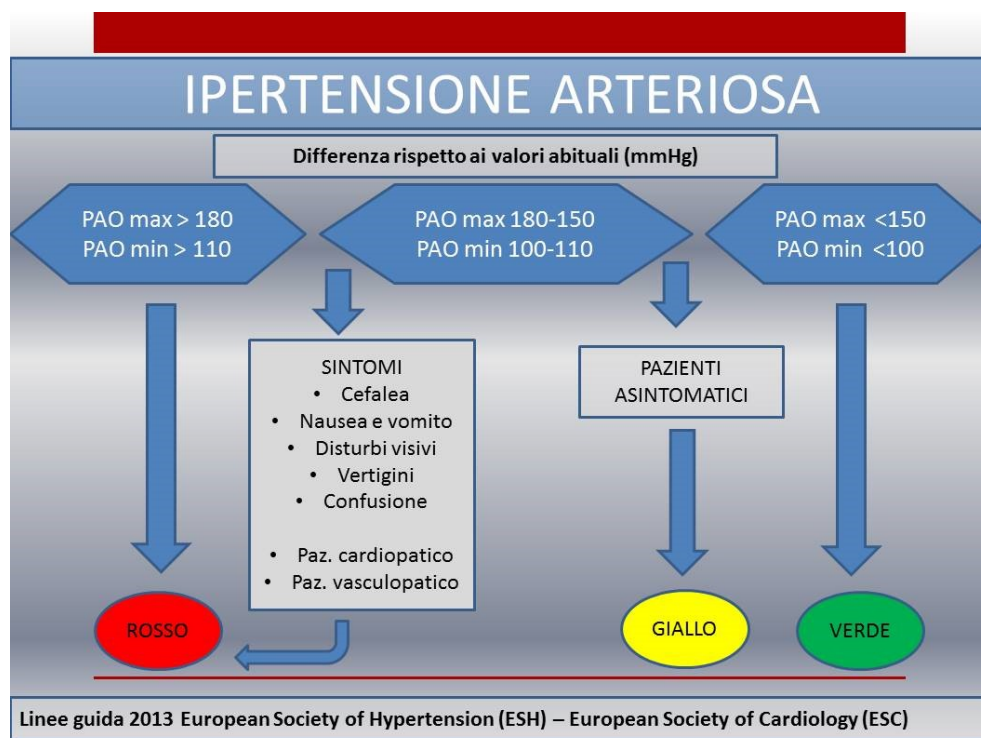 IPERTENSIONE ARTERIOSA
Differenza rispetto ai valori abituali (mmHg)
PAO max > 180
PAO min > 110
PAO max 180-150
PAO min 100-110
PAO max <150
PAO min <100
SINTOMI
• Cefalea
• Nausea e vomito
• Disturbi visivi
• Vertigini
• Confusione
• Paz. cardiopatico
• Paz. vasculopatico
PAZIENTI
ASINTOMATICI
ROSSO
GIALLO
VERDE
Linee guida 2013 European Society of Hypertension (ESH) – European Society of Cardiology (ESC)